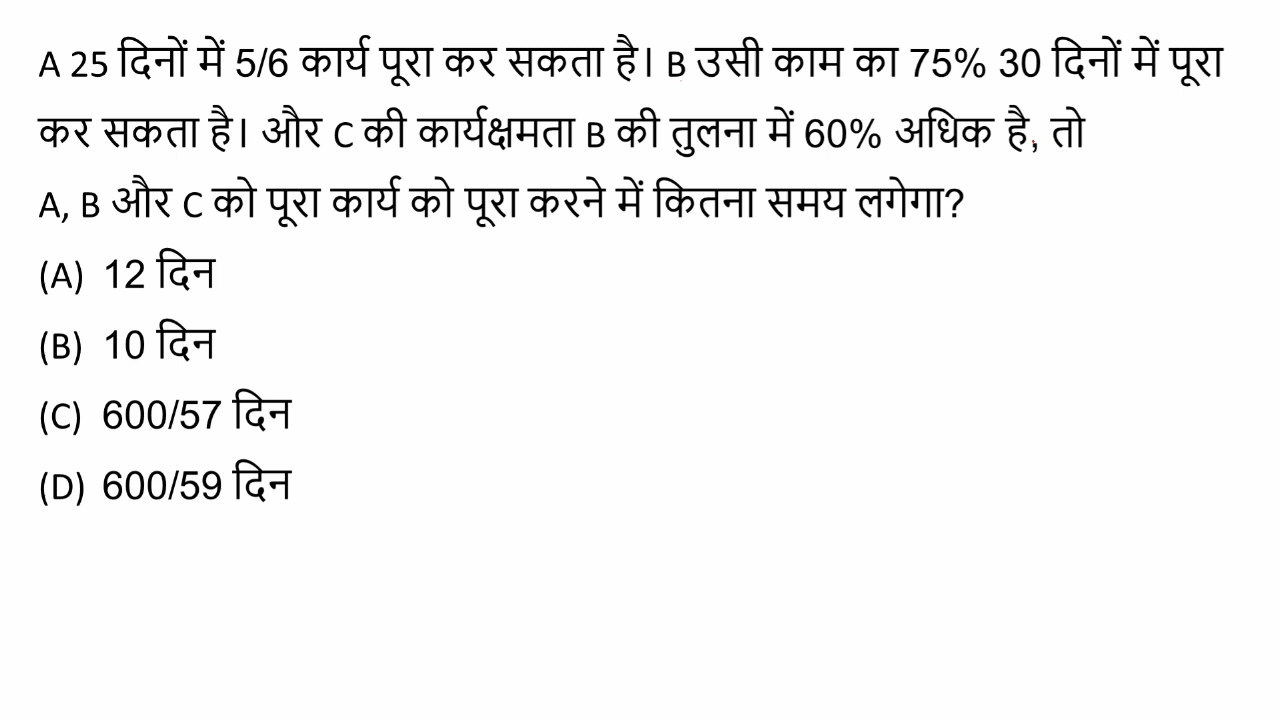 A 25 दिनों में 5/6 कार्य पूरा कर सकता है। B उसी काम का 75% 30 दिनों में पूरा
कर सकता है। और C की कार्यक्षमता B की तुलना में 60% अधिक है, तो
A, B और C को पूरा कार्य को पूरा करने में कितना समय लगेगा?
(A) 12 दिन
(B) 10 दिन
(C) 600/57 दिन
(D) 600/59 दिन